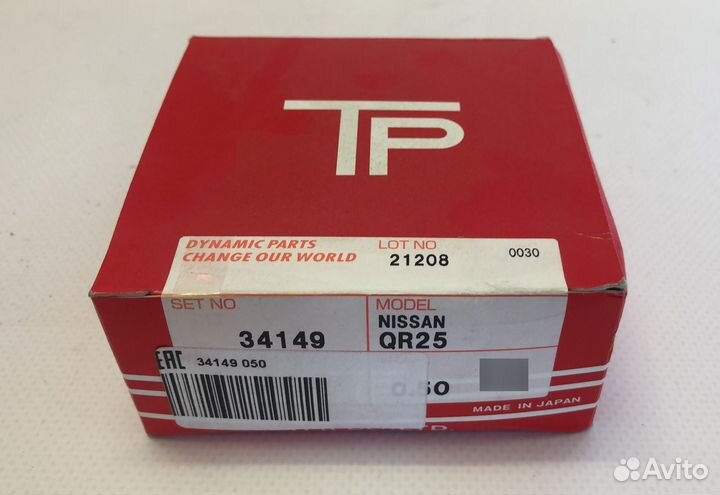 TP
DYNAMIC PARTS
CHANGE OUR WORLD
LOT NO
21208
0030
SET NO
34149
MODEL
NISSAN
QR25
EAC
34149 050
0.50
MADE IN JAPAN
Avito